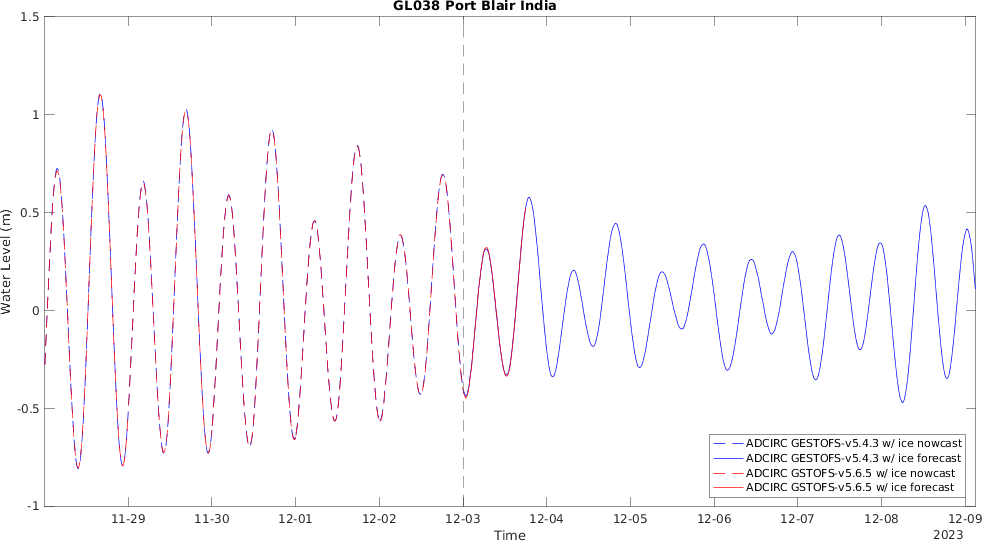 GL038 Port Blair India
1.5
1
0.5
0
-0.5
-1
Water Level (m)
11-29 11-30 12-01 12-02 12-03 12-04 12-05 12-06 12-07 12-08 12-09
2023
Time
ADCIRC GESTOFS-v5.4.3 w/ ice nowcast
ADCIRC GESTOFS-v5.4.3 w/ ice forecast
ADCIRC GSTOFS-v5.6.5 w/ ice nowcast
ADCIRC GSTOFS-v5.6.5 w/ ice forecast